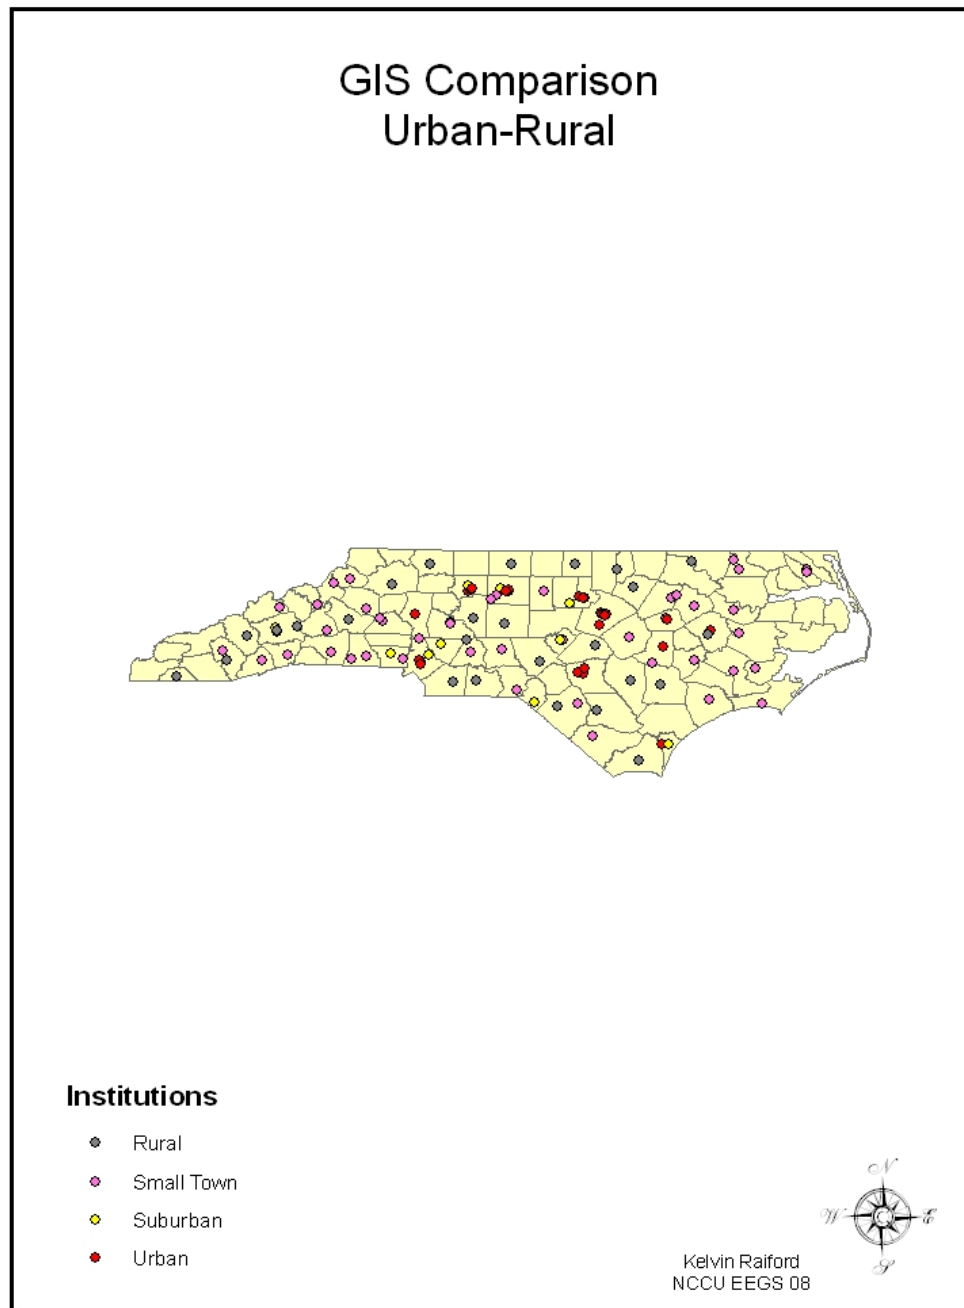 GIS Comparison
Urban-Rural
Institutions
Rural
Small Town
Suburban
Urban
N
W E
S
Kelvin Raiford
NCCU EEGS 08